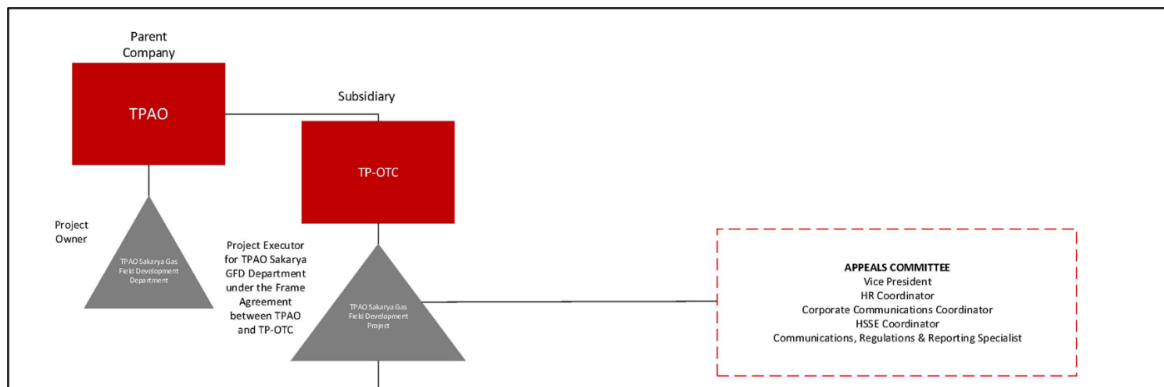 Parent
Company
TPAO
Subsidiary
TP-OTC
Project
Owner
TPAO Sakarya Gas
Field Development
Department
Project Executor
for TPAO Sakarya
GFD Department
under the Frame
Agreement
between TPAO
and TP-OTC
TPAO Sakarya Gas
Field Development
Project
APPEALS COMMITTEE
Vice President
HR Coordinator
Corporate Communications Coordinator
HSSE Coordinator
Communications, Regulations & Reporting Specialist